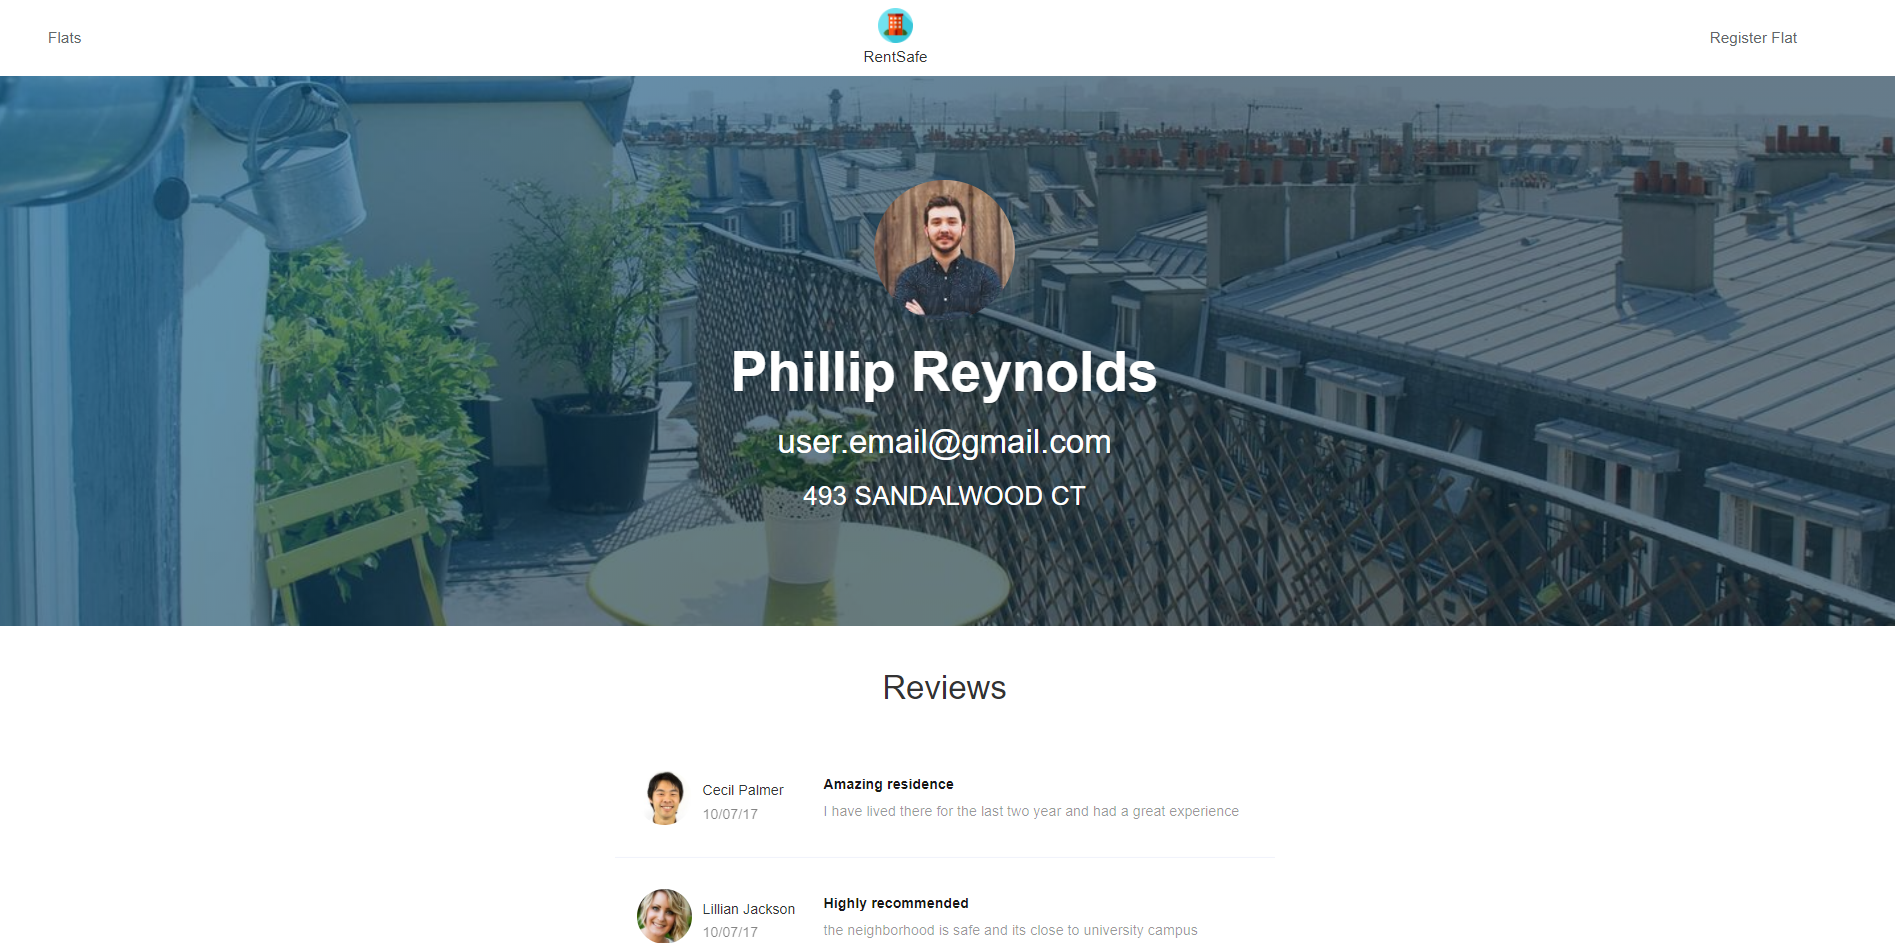 Flats
RentSafe
Register Flat
Phillip Reynolds
user.email@gmail.com
493 SANDALWOOD CT
Reviews
Cecil Palmer
10/07/17
Amazing residence
I have lived there for the last two year and had a great experience
Lillian Jackson
10/07/17
Highly recommended
the neighborhood is safe and its close to university campus